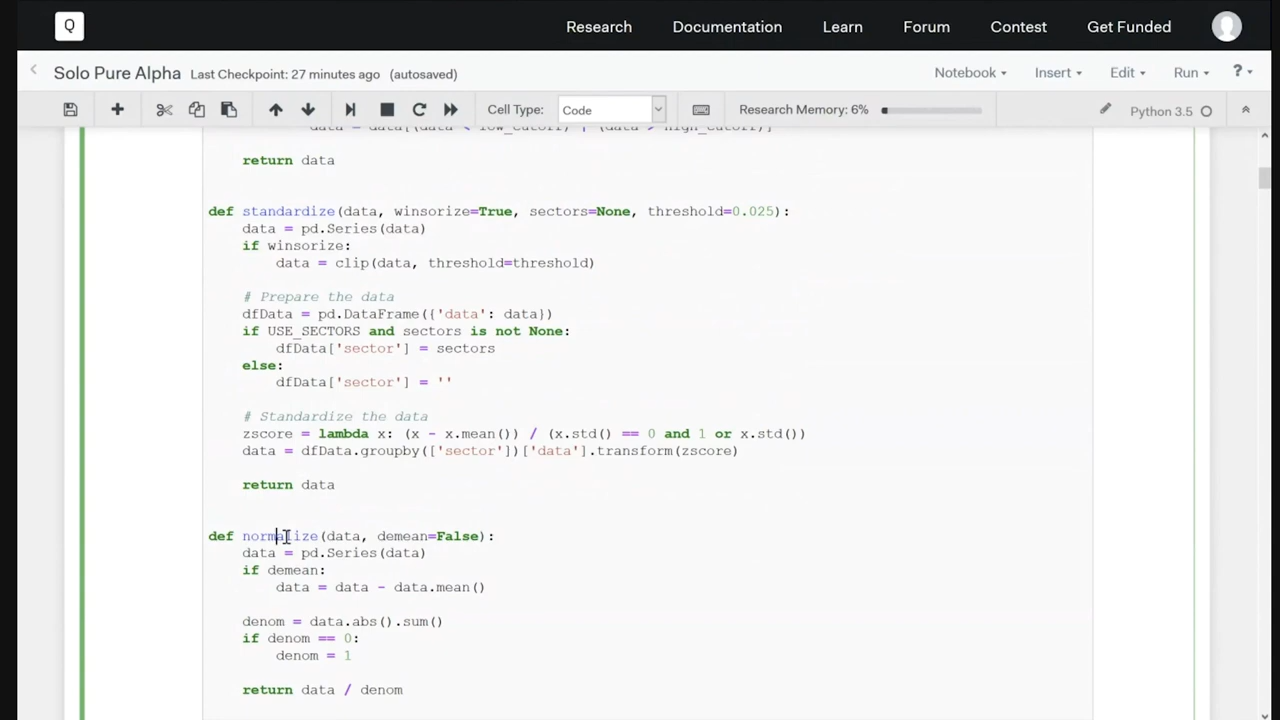 Q
Research
Documentation
Learn
Forum
Contest
Get Funded
Solo Pure Alpha Last Checkpoint: 27 minutes ago (autosaved)
Notebook
Insert
Edit
Run
?
Cell Type:
Code
Research Memory: 6%
Python 3.5
data = data[(data < low_cutoff) | (data > high_cutoff)]
return data
def standardize(data, winsorize=True, sectors=None, threshold=0.025):
data = pd.Series(data)
if winsorize:
data = clip(data, threshold=threshold)
# Prepare the data
dfData = pd.DataFrame({'data': data})
if USE_SECTORS and sectors is not None:
dfData['sector'] = sectors
else:
dfData['sector'] = ''
# Standardize the data
zscore = lambda x: (x - x.mean()) / (x.std() == 0 and 1 or x.std())
data = dfData.groupby(['sector'])['data'].transform(zscore)
return data
def normalize(data, demean=False):
data = pd.Series(data)
if demean:
data = data - data.mean()
denom = data.abs().sum()
if denom == 0:
denom = 1
return data / denom